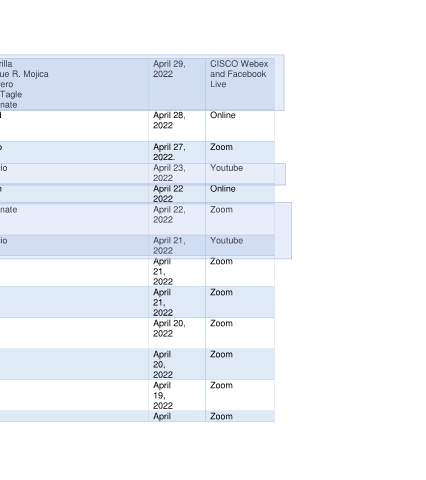 rilla April 29, CISCO Webex
ue R. Mojica 2022 and Facebook
ero Live
Tagle
nate
April 28, Online
2022
April 27, Zoom
2022.
io April 23, Youtube
2022
April 22 Online
2022
nate April 22, Zoom
2022
io April 21, Youtube
2022
April Zoom
21,
2022
April Zoom
21,
2022
April 20, Zoom
2022
April Zoom
20,
2022
April Zoom
19,
2022
April Zoom